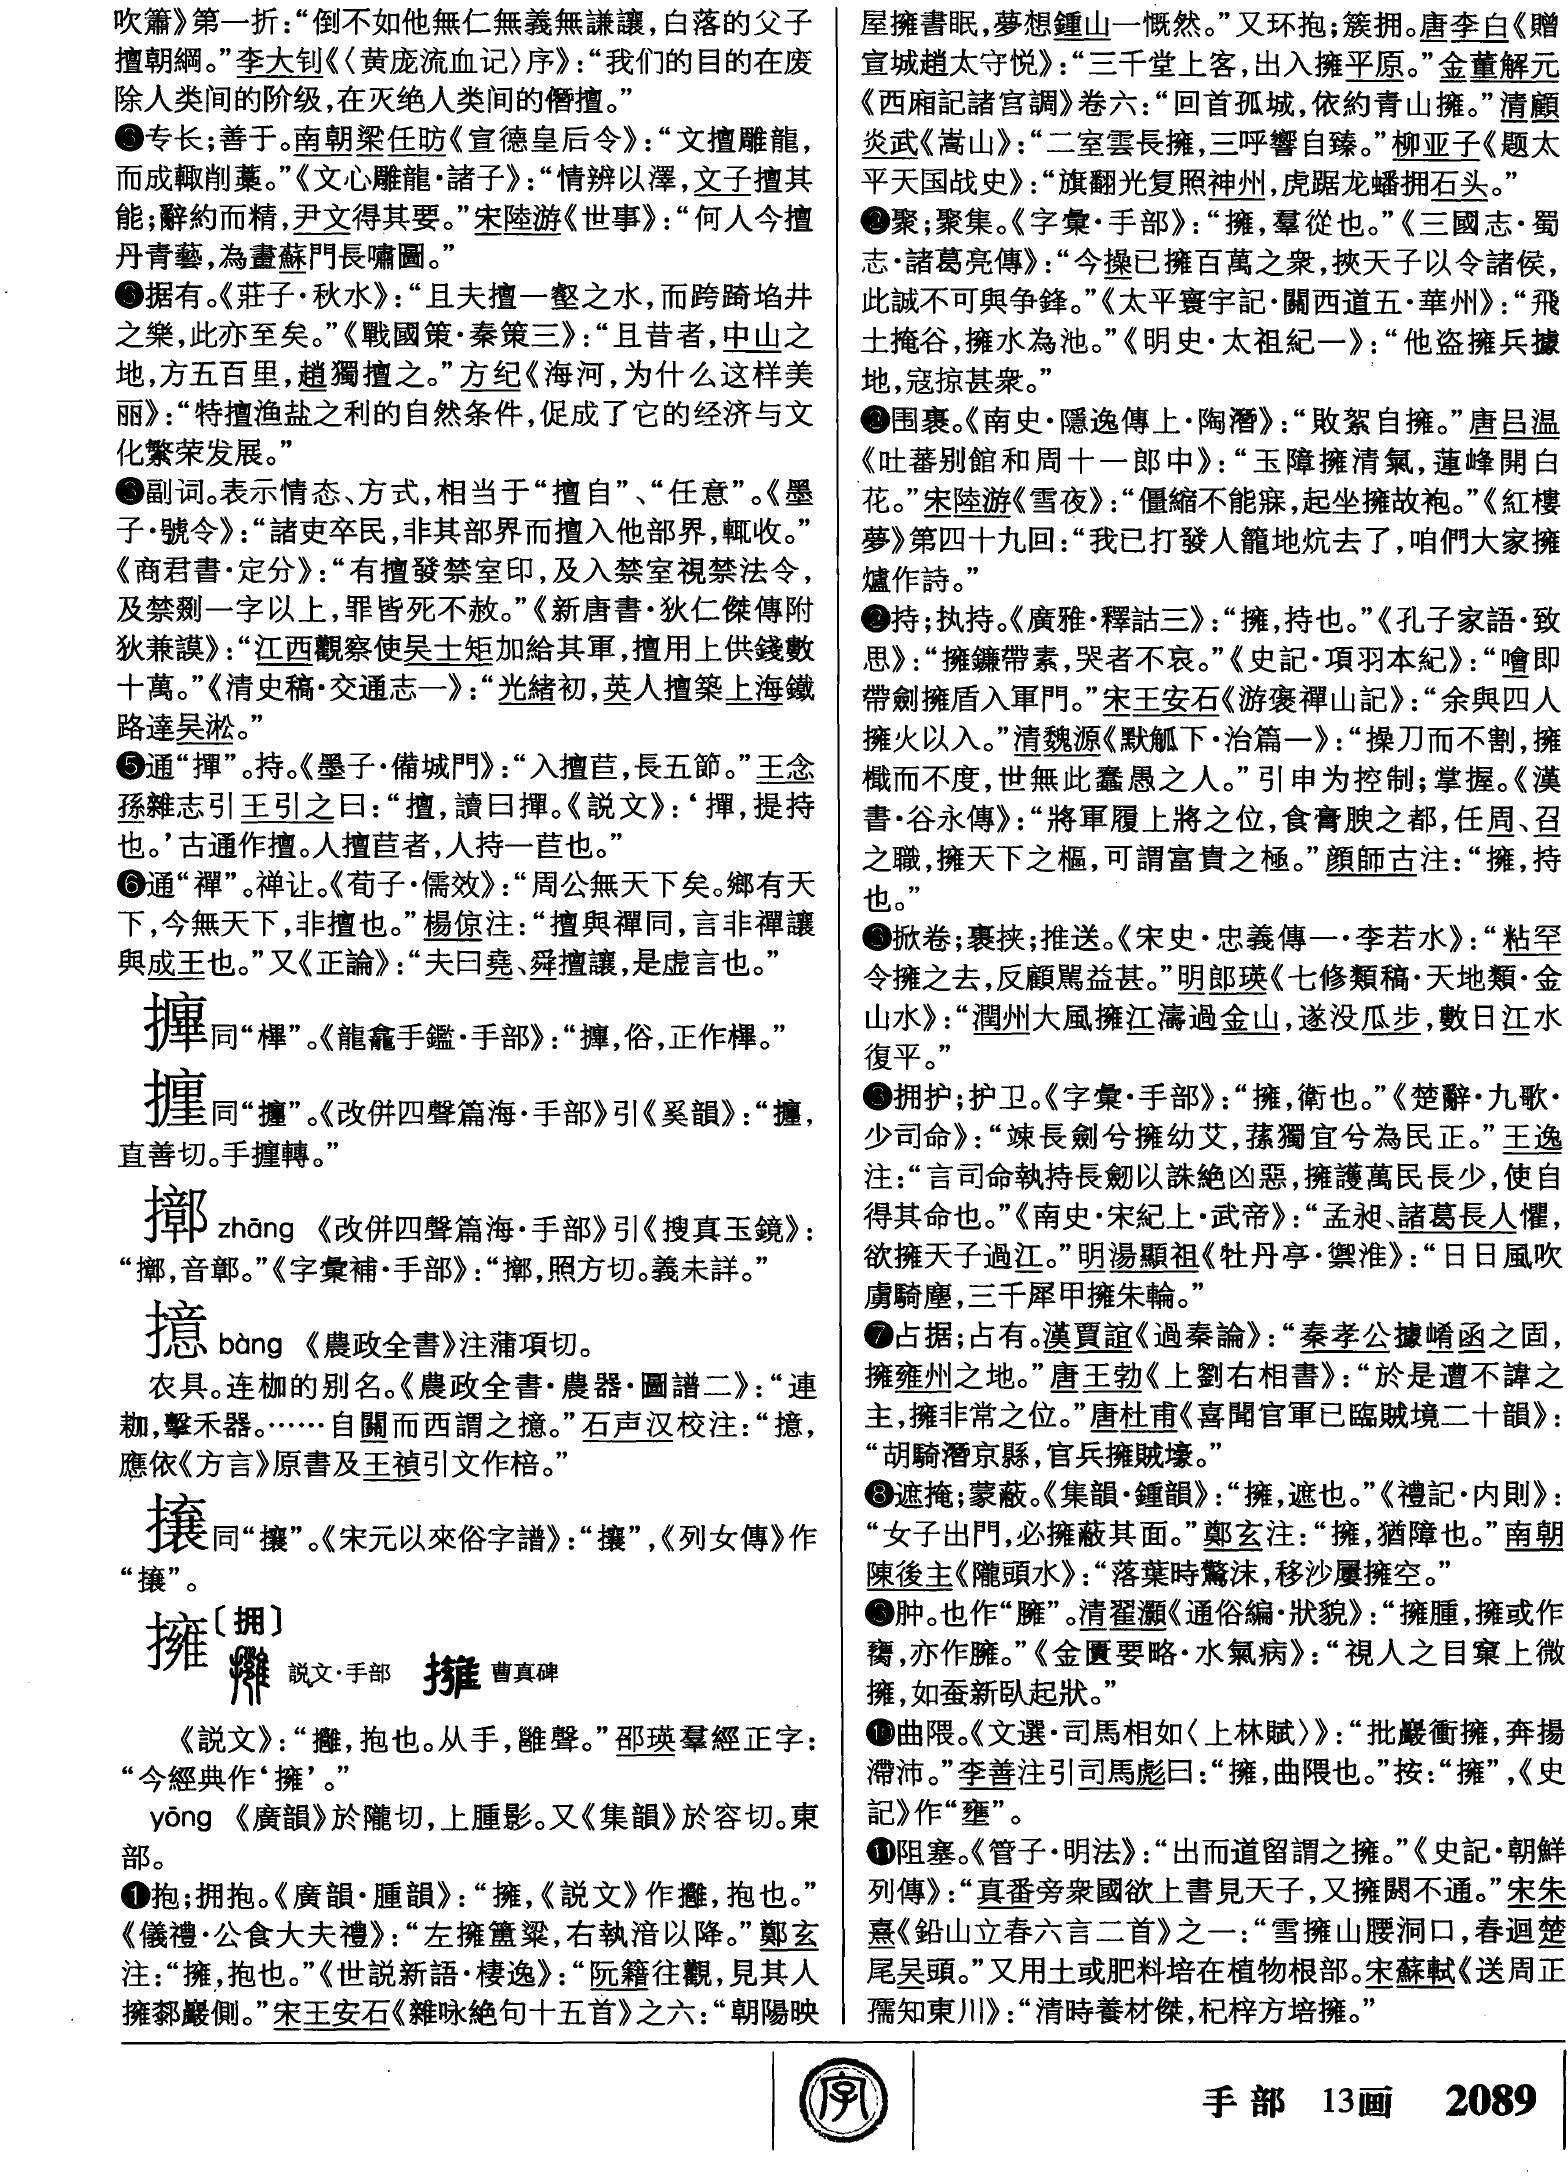 吹簫》第一折：“倒不如他無仁無義無謙讓，白落的父子
擅朝綱。”李大钊《〈黄庞流血记〉序》：“我们的目的在废
除人类间的阶级，在灭绝人类间的僭擅。”
专长；善于。南朝梁任昉《宣德皇后令》：“文擅雕龍，
而成輒削藁。”《文心雕龍·諸子》：“情辨以澤，文子擅其
能；辭約而精，尹文得其要。”宋陸游《世事》：“何人今擅
丹青藝，為畫蘇門長嘯圖。”
❸据有。《莊子·秋水》：“且夫擅一壑之水，而跨跱埳井
之樂，此亦至矣。”《戰國策·秦策三》：“且昔者，中山之
地，方五百里，趙獨擅之。”方纪《海河，为什么这样美
丽》：“特擅渔盐之利的自然条件，促成了它的经济与文
化繁荣发展。”
副词。表示情态、方式，相当于“擅自”、“任意”。《墨
子·號令》：“諸吏卒民，非其部界而擅入他部界，輒收。”
《商君書·定分》：“有擅發禁室印，及入禁室視禁法令，
及禁剟一字以上，罪皆死不赦。”《新唐書·狄仁傑傳附
狄兼謨》：“江西觀察使吴士矩加給其軍，擅用上供錢數
十萬。”《清史稿·交通志一》：“光緒初，英人擅築上海鐵
路達吴淞。”
❺通“撣”。持。《墨子·備城門》：“入擅苣，長五節。”王念
孫雜志引王引之曰：“擅，讀曰撣。《説文》：‘撣，提持
也。’古通作擅。人擅苣者，人持一苣也。”
❻通“禪”。禅让。《荀子·儒效》：“周公無天下矣。鄉有天
下，今無天下，非擅也。”楊倞注：“擅與禪同，言非禪讓
與成王也。”又《正論》：“夫曰堯、舜擅讓，是虚言也。”
同“樿”。《龍龕手鑑·手部》：“，俗，正作樿。”
同“”。《改併四聲篇海·手部》引《奚韻》：“，
直善切。手轉。”
zhāng 《改併四聲篇海·手部》引《搜真玉鏡》：
“，音鄣。”《字彙補·手部》：“，照方切。義未詳。”
bàng 《農政全書》注蒲項切。
农具。连枷的别名。《農政全書·農器·圖譜二》：“連
枷，擊禾器。……自關而西謂之。”石声汉校注：“，
應依《方言》原書及王禎引文作棓。”
同“攘”。《宋元以來俗字譜》：“攘”，《列女傳》作
“”。
擁〔拥〕
説文·手部 曹真碑
《説文》：“攡，抱也。从手，雝聲。”邵瑛羣經正字：
“今經典作‘擁’。”
yōng 《廣韻》於隴切，上腫影。又《集韻》於容切。東
部。
❶抱；拥抱。《廣韻·腫韻》：“擁，《説文》作，抱也。”
《儀禮·公食大夫禮》：“左擁簠粱，右執湆以降。”鄭玄
注：“擁，抱也。”《世説新語·棲逸》：“阮籍往觀，見其人
擁厀巖側。”宋王安石《雜咏絶句十五首》之六：“朝陽映
屋擁書眠，夢想鍾山一慨然。”又环抱；簇拥。唐李白《贈
宣城趙太守悦》：“三千堂上客，出入擁平原。”金董解元
《西廂記諸宫調》卷六：“回首孤城，依約青山擁。”清顧
炎武《嵩山》：“二室雲長擁，三呼響自臻。”柳亚子《题太
平天国战史》：“旗翻光复照神州，虎踞龙蟠拥石头。”
❷聚；聚集。《字彙·手部》：“擁，羣從也。”《三國志·蜀
志·諸葛亮傳》：“今操已擁百萬之衆，挾天子以令諸侯，
此誠不可與争鋒。”《太平寰宇記·關西道五·華州》：“飛
土掩谷，擁水為池。”《明史·太祖紀一》：“他盗擁兵據
地，寇掠甚衆。”
围裹。《南史·隱逸傳上·陶潛》：“敗絮自擁。”唐吕温
《吐蕃别館和周十一郎中》：“玉障擁清氣，蓮峰開白
花。”宋陸游《雪夜》：“僵縮不能寐，起坐擁故袍。”《紅樓
夢》第四十九回：“我已打發人籠地炕去了，咱們大家擁
爐作詩。”
持；执持。《廣雅·釋詁三》：“擁，持也。”《孔子家語·致
思》：“擁鐮帶素，哭者不哀。”《史記·項羽本紀》：“噲即
帶劍擁盾入軍門。”宋王安石《游褒禪山記》：“余與四人
擁火以入。”清魏源《默觚下·治篇一》：“操刀而不割，擁
檝而不度，世無此蠢愚之人。”引申为控制；掌握。《漢
書·谷永傳》：“將軍履上將之位，食膏腴之都，任周、召
之職，擁天下之樞，可謂富貴之極。”顔師古注：“擁，持
也。”
掀卷；裹挟；推送。《宋史·忠義傳一·李若水》：“粘罕
令擁之去，反顧駡益甚。”明郎瑛《七修類稿·天地類·金
山水》：“潤州大風擁江濤過金山，遂没瓜步，數日江水
復平。”
拥护；护卫。《字彙·手部》：“擁，衛也。”《楚辭·九歌·
少司命》：“竦長劍兮擁幼艾，蓀獨宜兮為民正。”王逸
注：“言司命執持長劒以誅絶凶惡，擁護萬民長少，使自
得其命也。”《南史·宋紀上·武帝》：“孟昶、諸葛長人懼，
欲擁天子過江。”明湯顯祖《牡丹亭·禦淮》：“日日風吹
虜騎塵，三千犀甲擁朱輪。”
❼占据；占有。漢賈誼《過秦論》：“秦孝公據崤函之固，
擁雍州之地。”唐王勃《上劉右相書》：“於是遭不諱之
主，擁非常之位。”唐杜甫《喜聞官軍已臨賊境二十韻》：
“胡騎潛京縣，官兵擁賊壕。”
❽遮掩；蒙蔽。《集韻·鍾韻》：“擁，遮也。”《禮記·内則》：
“女子出門，必擁蔽其面。”鄭玄注：“擁，猶障也。”南朝
陳後主《隴頭水》：“落葉時驚沫，移沙屢擁空。”
肿。也作“臃”。清翟灝《通俗編·狀貌》：“擁腫，擁或作
癰，亦作臃。”《金匱要略·水氣病》：“視人之目窠上微
擁，如蚕新臥起狀。”
❿曲隈。《文選·司馬相如〈上林賦〉》：“批巖衝擁，奔揚
滯沛。”李善注引司馬彪曰：“擁，曲隈也。”按：“擁”，《史
記》作“壅”。
⓫阻塞。《管子·明法》：“出而道留謂之擁。”《史記·朝鮮
列傳》：“真番旁衆國欲上書見天子，又擁閼不通。”宋朱
熹《鉛山立春六言二首》之一：“雪擁山腰洞口，春迴楚
尾吴頭。”又用土或肥料培在植物根部。宋蘇軾《送周正
孺知東川》：“清時養材傑，杞梓方培擁。”
字
手部 13画 2089